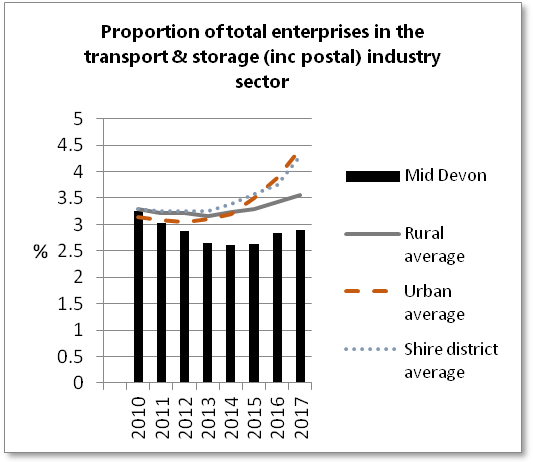 Proportion of total enterprises in the
transport & storage (inc postal) industry
sector
5
4.5
4
3.5
3
2.5
2
1.5
1
0.5
0
%
2010
2011
2012
2013
2014
2015
2016
2017
Mid Devon
Rural
average
Urban
average
Shire district
average